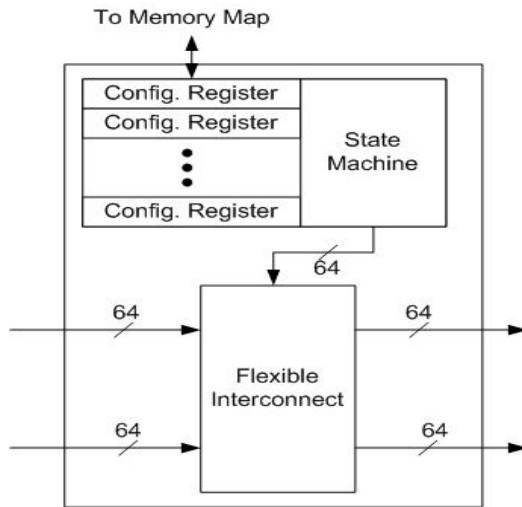 To Memory Map
Config. Register
Config. Register
Config. Register
State
Machine
64
64
64
Flexible
Interconnect
64
64